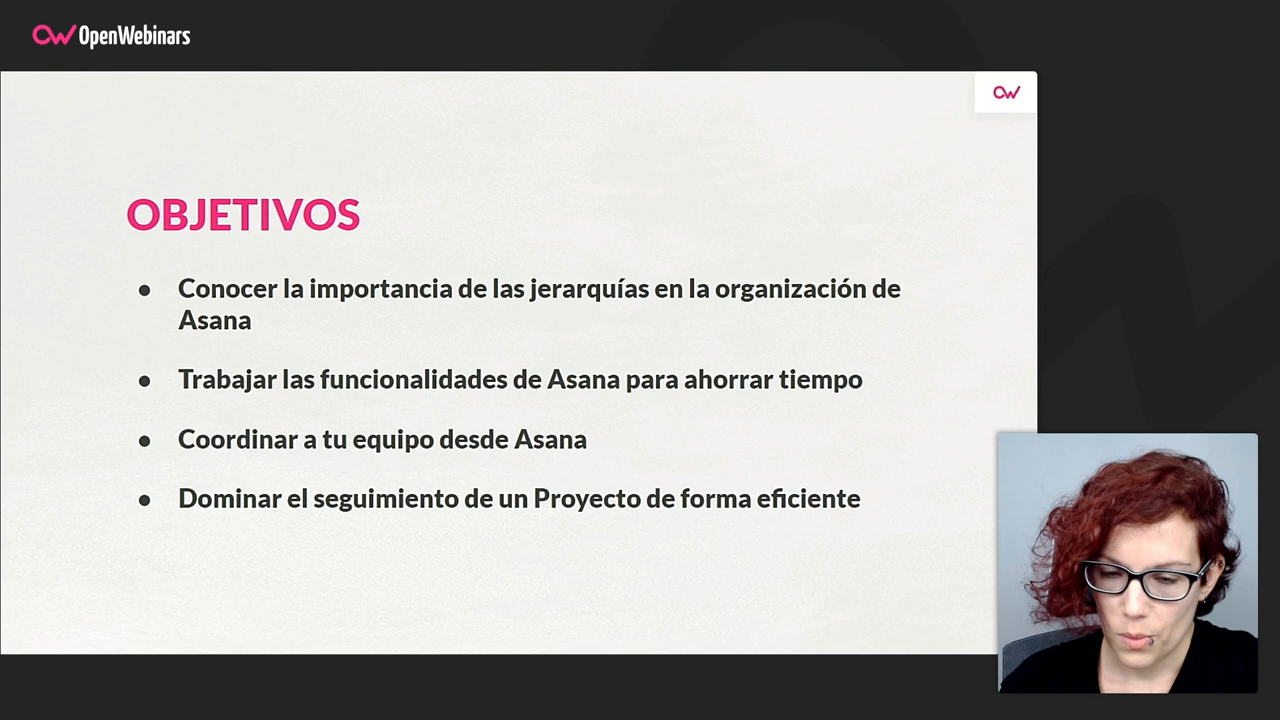 OpenWebinars
OBJETIVOS
● Conocer la importancia de las jerarquías en la organización de
Asana
● Trabajar las funcionalidades de Asana para ahorrar tiempo
● Coordinar a tu equipo desde Asana
● Dominar el seguimiento de un Proyecto de forma eficiente